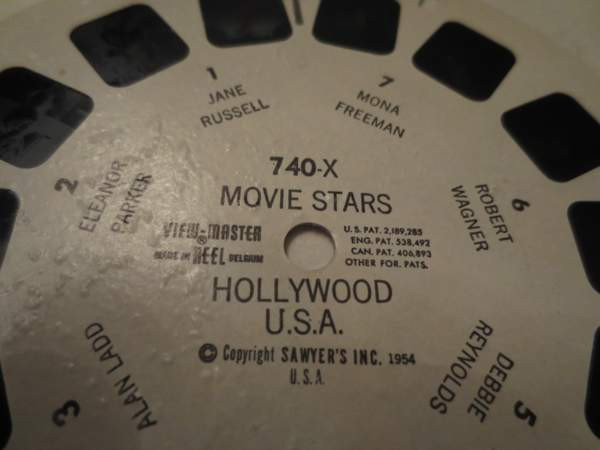 1
JANE
RUSSELL
7
MONA
FREEMAN
2
ELEANOR
PARKER
740-X
MOVIE STARS
6
ROBERT
WAGNER
VIEW-MASTER
®
MADE IN REEL BELGIUM
U.S. PAT. 2,189,285
ENG. PAT. 538,492
CAN. PAT. 406,893
OTHER FOR. PATS.
HOLLYWOOD
U.S.A.
© Copyright SAWYER'S INC. 1954
U.S.A.
3
ALAN LADD
5
DEBBIE
REYNOLDS